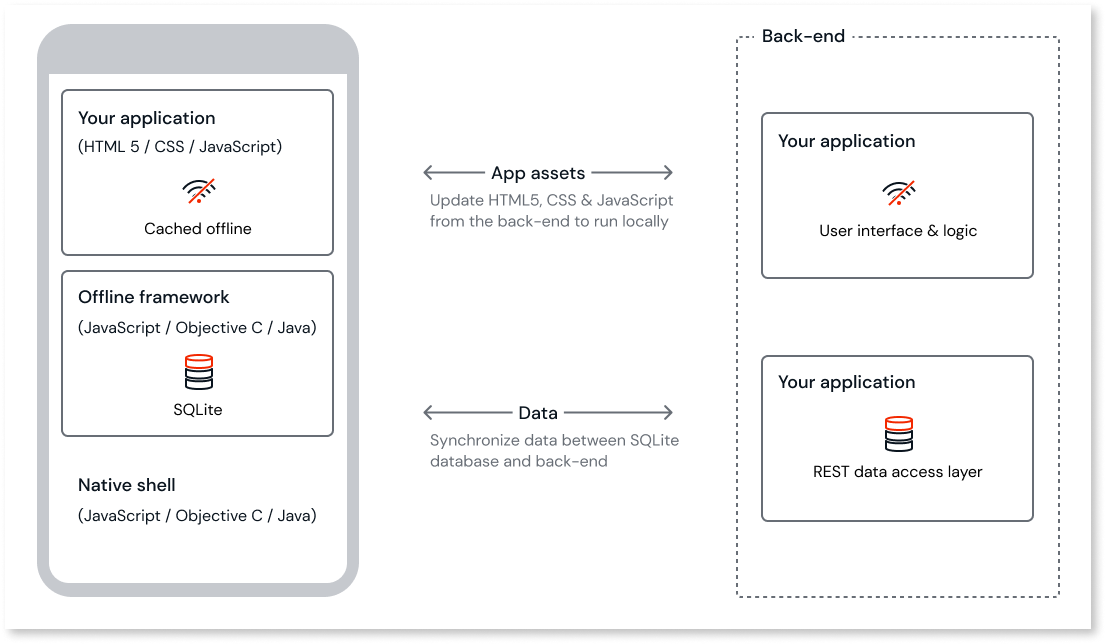 Your application
(HTML 5 / CSS / JavaScript)
Cached offline
Offline framework
(JavaScript / Objective C / Java)
SQLite
Native shell
(JavaScript / Objective C / Java)
App assets
Update HTML5, CSS & JavaScript
from the back-end to run locally
Data
Synchronize data between SQLite
database and back-end
Back-end
Your application
User interface & logic
Your application
REST data access layer